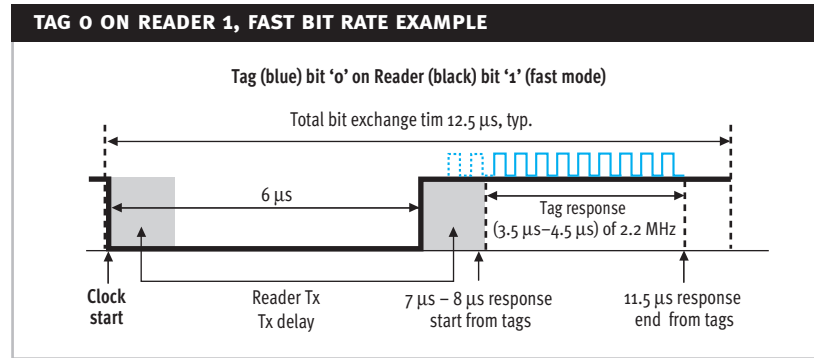 TAG 0 ON READER 1, FAST BIT RATE EXAMPLE
Tag (blue) bit ‘0’ on Reader (black) bit ‘1’ (fast mode)
Total bit exchange tim 12.5 µs, typ.
6 µs
Tag response
(3.5 µs–4.5 µs) of 2.2 MHz
Clock
start
Reader Tx
Tx delay
7 µs – 8 µs response
start from tags
11.5 µs response
end from tags